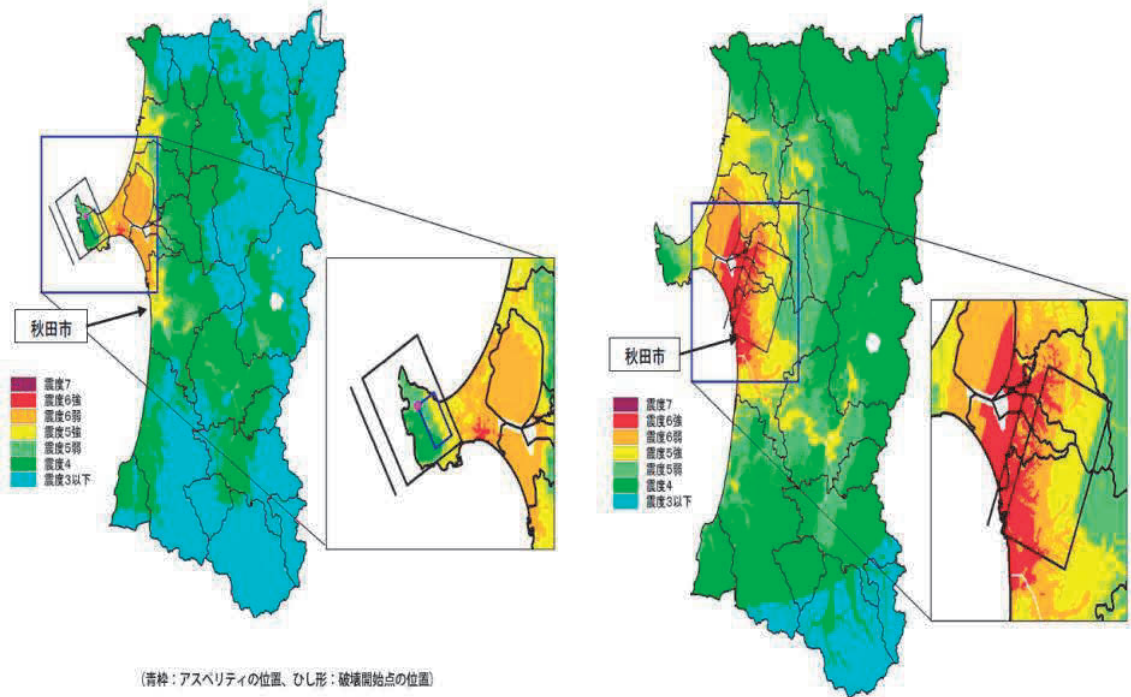 秋田市
震度7
震度6強
震度6弱
震度5強
震度5弱
震度4
震度3以下
(青枠：アスペリティの位置、ひし形：破壊開始点の位置)
秋田市
震度7
震度6強
震度6弱
震度5強
震度5弱
震度4
震度3以下